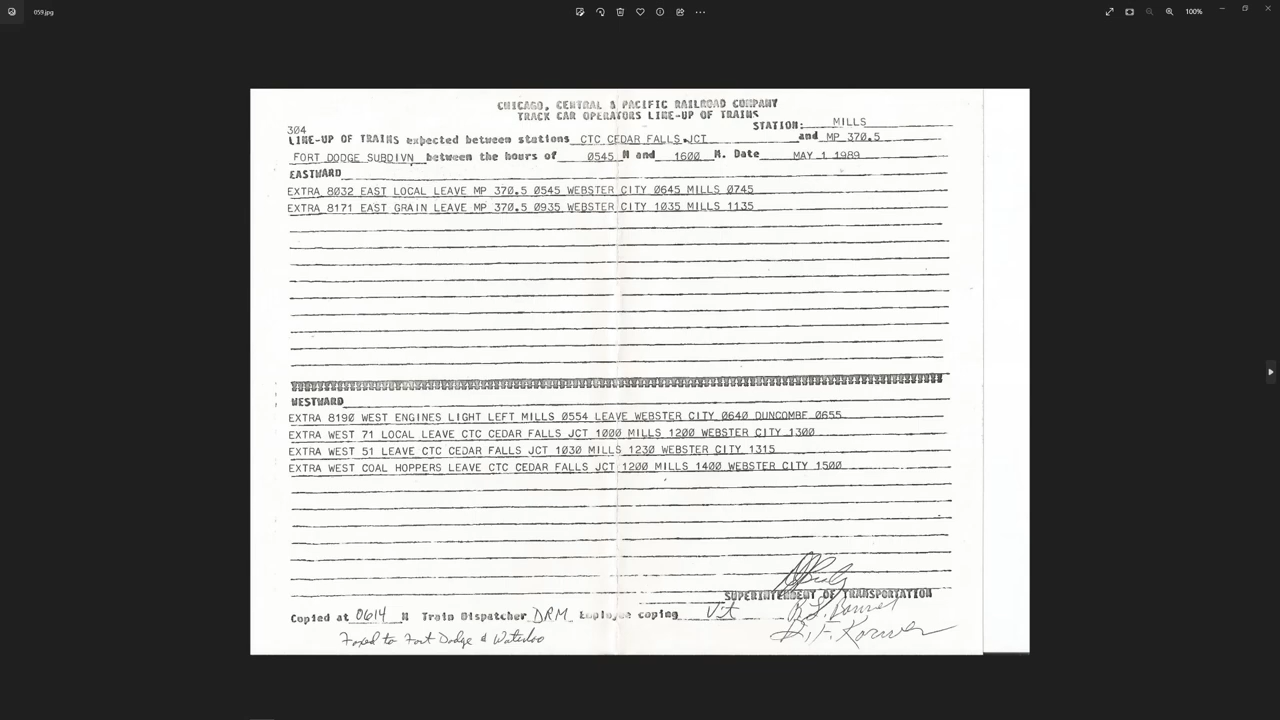 059.jpg
100%
CHICAGO, CENTRAL & PACIFIC RAILROAD COMPANY
TRACK CAR OPERATORS LINE-UP OF TRAINS
STATION: MILLS
304
LINE-UP OF TRAINS expected between stations CTC CEDAR FALLS JCT and MP 370.5
FORT DODGE SUBDIVN between the hours of 0545 M and 1600 M. Date MAY 1 1989
EASTWARD
EXTRA 8032 EAST LOCAL LEAVE MP 370.5 0545 WEBSTER CITY 0645 MILLS 0745
EXTRA 8171 EAST GRAIN LEAVE MP 370.5 0935 WEBSTER CITY 1035 MILLS 1135
WESTWARD
EXTRA 8190 WEST ENGINES LIGHT LEFT MILLS 0554 LEAVE WEBSTER CITY 0640 DUNCOMBE 0655
EXTRA WEST 71 LOCAL LEAVE CTC CEDAR FALLS JCT 1000 MILLS 1200 WEBSTER CITY 1300
EXTRA WEST 51 LEAVE CTC CEDAR FALLS JCT 1030 MILLS 1230 WEBSTER CITY 1315
EXTRA WEST COAL HOPPERS LEAVE CTC CEDAR FALLS JCT 1200 MILLS 1400 WEBSTER CITY 1500
SUPERINTENDENT OF TRANSPORTATION
Copied at 0614 M Train Dispatcher DRM Employee coping
Faxed to Fort Dodge & Waterloo